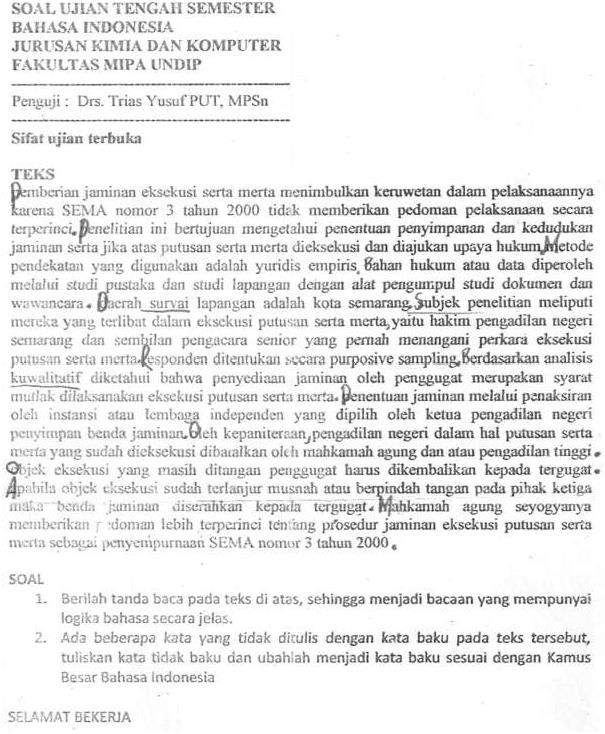 SOAL UJIAN TENGAH SEMESTER
BAHASA INDONESIA
JURUSAN KIMIA DAN KOMPUTER
FAKULTAS MIPA UNDIP
Penguji : Drs. Trias Yusuf PUT, MPSn
Sifat ujian terbuka
TEKS
Pemberian jaminan eksekusi serta merta menimbulkan keruwetan dalam pelaksanaannya
karena SEMA nomor 3 tahun 2000 tidak memberikan pedoman pelaksanaan secara
terperinci. Penelitian ini bertujuan mengetahui penentuan penyimpanan dan kedudukan
jaminan serta jika atas putusan serta merta dieksekusi dan diajukan upaya hukum. Metode
pendekatan yang digunakan adalah yuridis empiris. Bahan hukum atau data diperoleh
melalui studi pustaka dan studi lapangan dengan alat pengumpul studi dokumen dan
wawancara. Daerah survai lapangan adalah kota semarang. Subjek penelitian meliputi
mereka yang terlibat dalam eksekusi putusan serta merta, yaitu hakim pengadilan negeri
semarang dan sembilan pengacara senior yang pernah menangani perkara eksekusi
putusan serta merta. Responden ditentukan secara purposive sampling. Berdasarkan analisis
kuwalitatif diketahui bahwa penyediaan jaminan oleh penggugat merupakan syarat
mutlak dilaksanakan eksekusi putusan serta merta. Penentuan jaminan melalui penaksiran
oleh instansi atau lembaga independen yang dipilih oleh ketua pengadilan negeri
penyimpan benda jaminan. Oleh kepaniteraan, pengadilan negeri dalam hal putusan serta
merta yang sudah dieksekusi dibatalkan oleh mahkamah agung dan atau pengadilan tinggi.
Objek eksekusi yang masih ditangan penggugat harus dikembalikan kepada tergugat.
Apabila objek eksekusi sudah terlanjur musnah atau berpindah tangan pada pihak ketiga
maka benda jaminan diserahkan kepada tergugat. Mahkamah agung seyogyanya
memberikan pedoman lebih terperinci tentang prosedur jaminan eksekusi putusan serta
merta sebagai penyempurnaan SEMA nomor 3 tahun 2000.
SOAL
1. Berilah tanda baca pada teks di atas, sehingga menjadi bacaan yang mempunyai
logika bahasa secara jelas.
2. Ada beberapa kata yang tidak ditulis dengan kata baku pada teks tersebut,
tuliskan kata tidak baku dan ubahlah menjadi kata baku sesuai dengan Kamus
Besar Bahasa Indonesia
SELAMAT BEKERJA